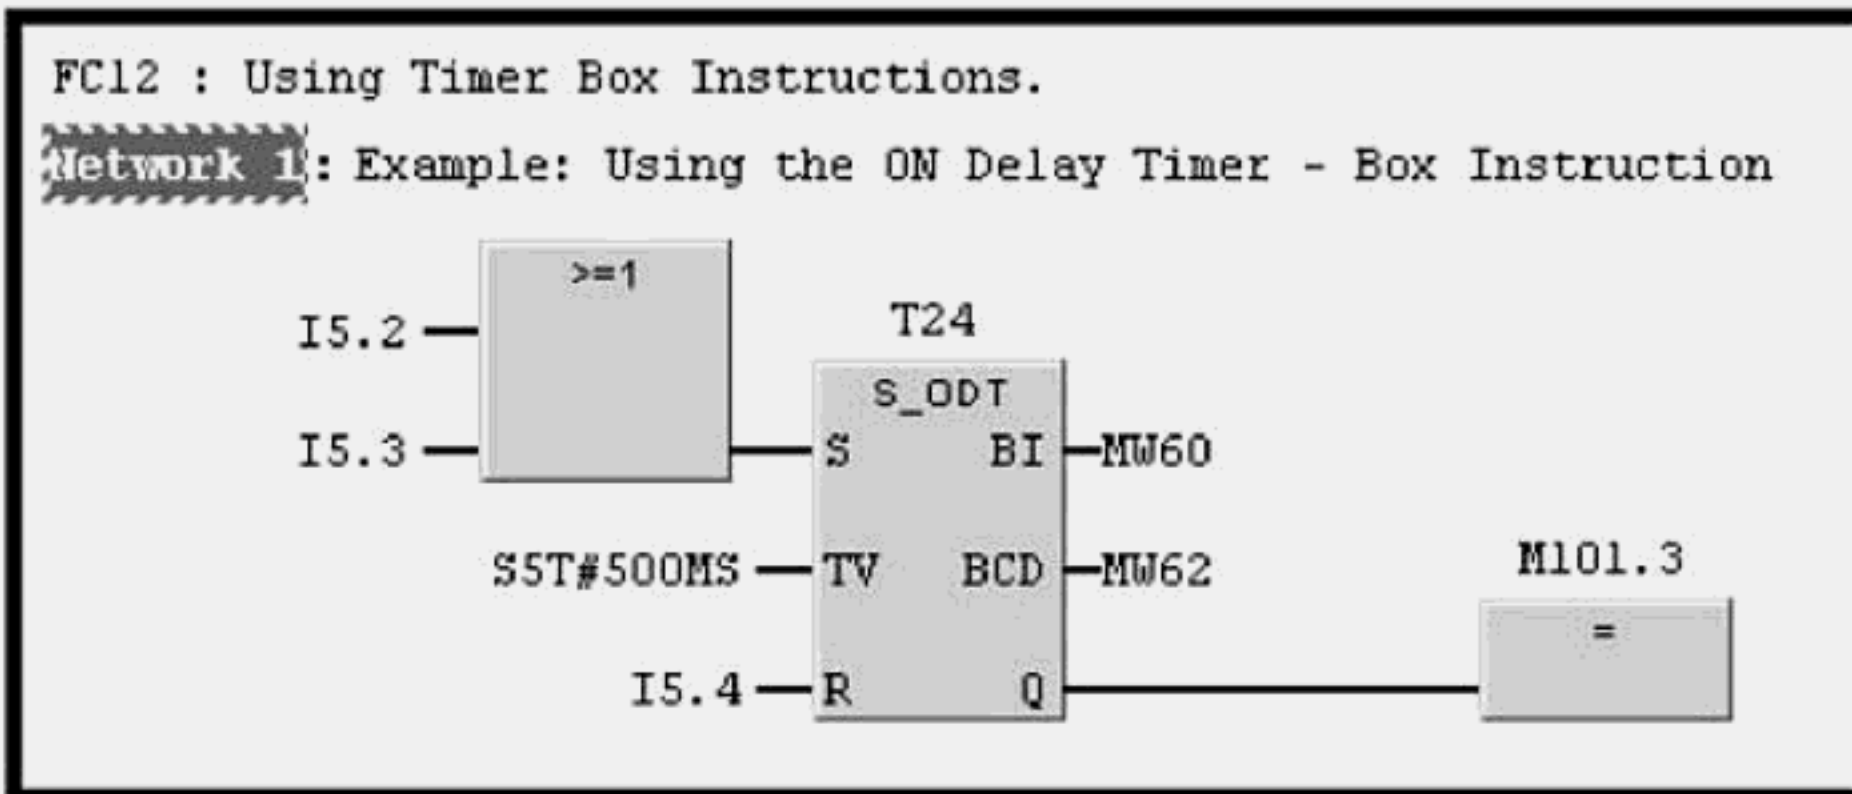 FC12 : Using Timer Box Instructions.
Network 1: Example: Using the ON Delay Timer - Box Instruction
>=1
I5.2
T24
S_ODT
I5.3
S BI MW60
S5T#500MS TV BCD MW62
M101.3
=
I5.4 R Q